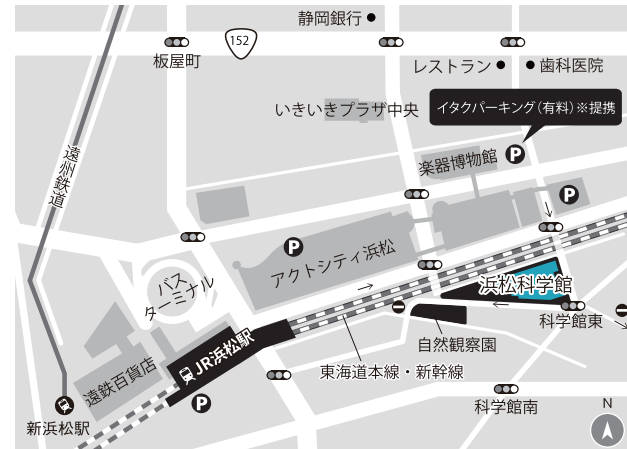 静岡銀行
152
板屋町
レストラン
歯科医院
いきいきプラザ中央
イタクパーキング(有料)※提携
楽器博物館
P
遠州鉄道
P
P
アクトシティ浜松
バス
ターミナル
浜松科学館
科学館東
自然観察園
JR浜松駅
東海道本線・新幹線
遠鉄百貨店
P
科学館南
新浜松駅
N